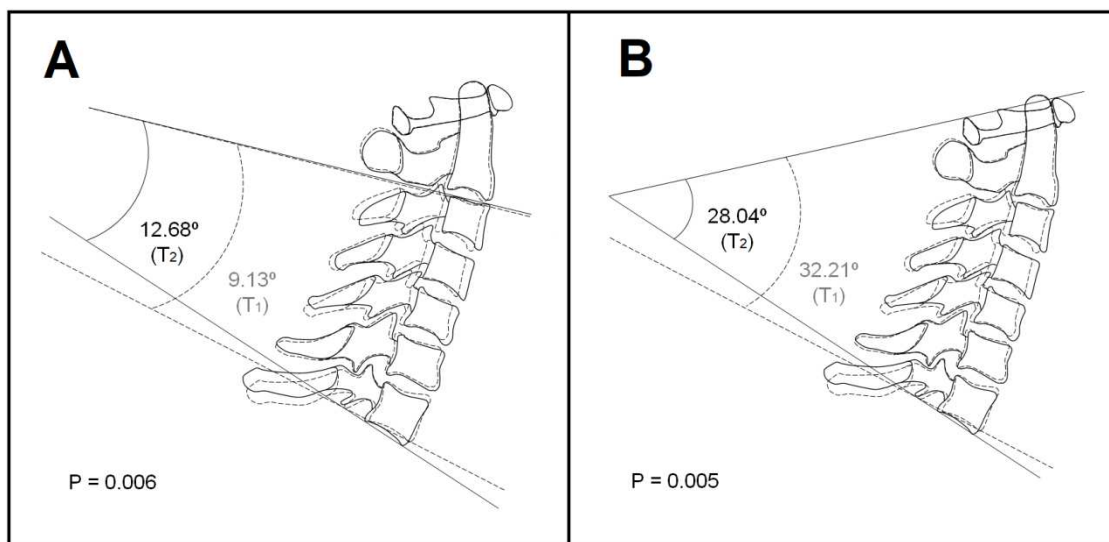 A
12.68º
(T₂)
9.13º
(T₁)
P = 0.006
B
28.04º
(T₂)
32.21º
(T₁)
P = 0.005